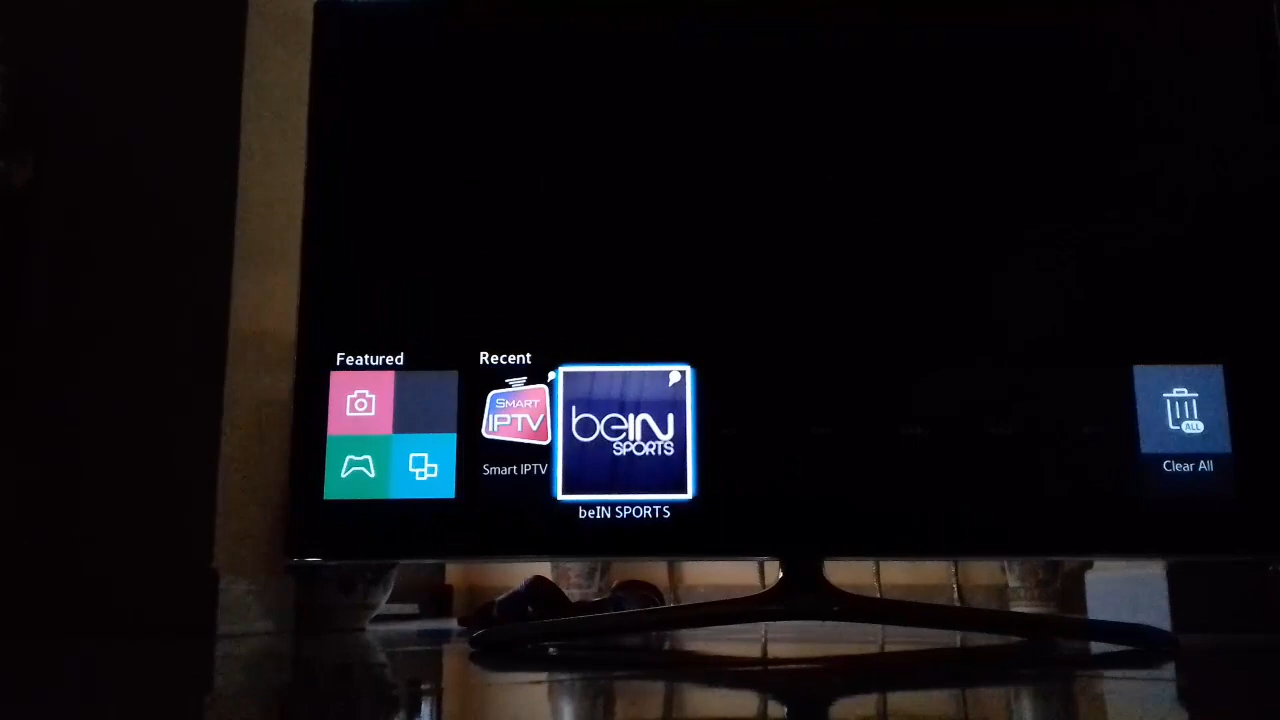 Featured
Recent
SMART
IPTV
Smart IPTV
beIN
SPORTS
beIN SPORTS
ALL
Clear All